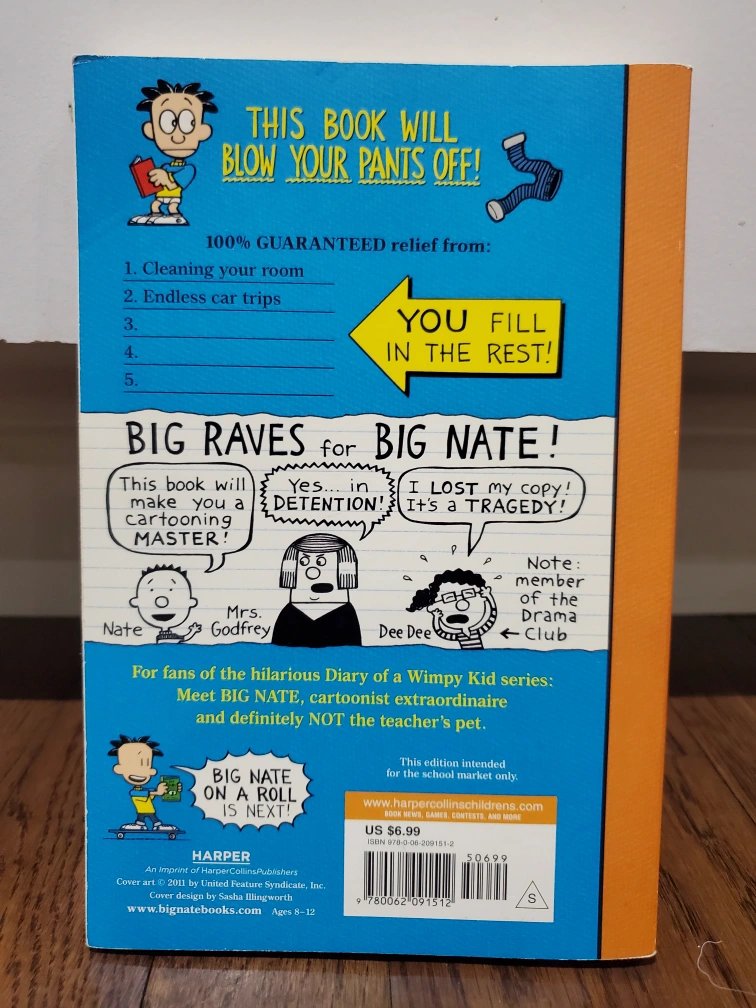 THIS BOOK WILL
BLOW YOUR PANTS OFF!
100% GUARANTEED relief from:
1. Cleaning your room
2. Endless car trips
3.
4.
5.
YOU FILL
IN THE REST!
BIG RAVES for BIG NATE!
This book will
make you a
cartooning
MASTER!
Yes... in
DETENTION!
I LOST my copy!
It's a TRAGEDY!
Nate
Mrs.
Godfrey
Dee Dee
Note:
member
of the
Drama
Club
For fans of the hilarious Diary of a Wimpy Kid series:
Meet BIG NATE, cartoonist extraordinaire
and definitely NOT the teacher's pet.
BIG NATE
ON A ROLL
IS NEXT!
This edition intended
for the school market only.
www.harpercollinschildrens.com
BOOK NEWS, GAMES, CONTESTS, AND MORE
US $6.99
ISBN 978-0-06-209151-2
50699
9 780062 091512
S
HARPER
An Imprint of HarperCollinsPublishers
Cover art © 2011 by United Feature Syndicate, Inc.
Cover design by Sasha Illingworth
www.bignatebooks.com Ages 8–12